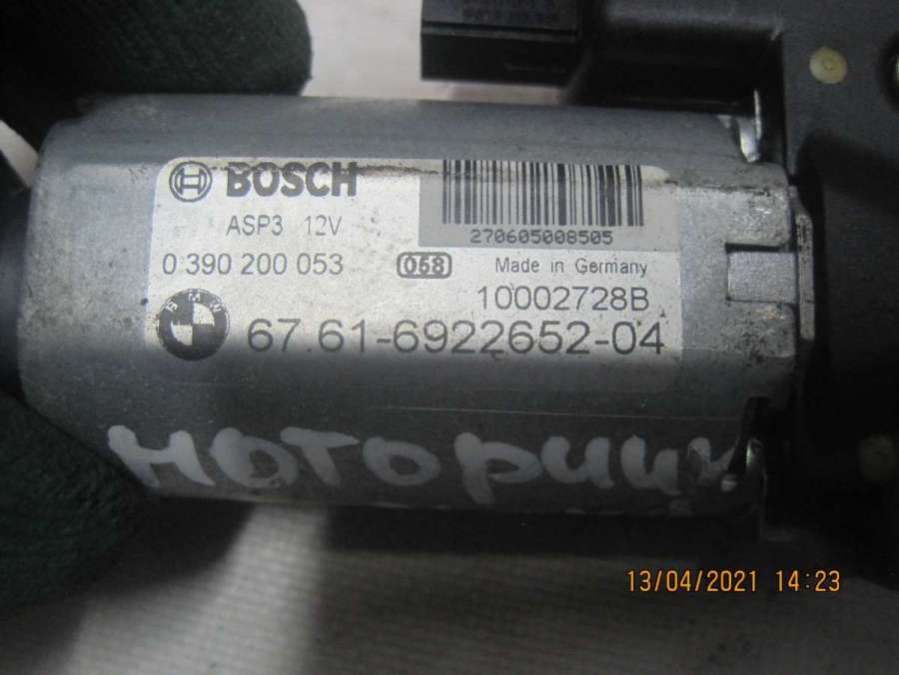 BOSCH
ASP3 12V
270605008505
0 390 200 053
058
Made in Germany
10002728B
BMW
67.61-6922652-04
13/04/2021 14:23